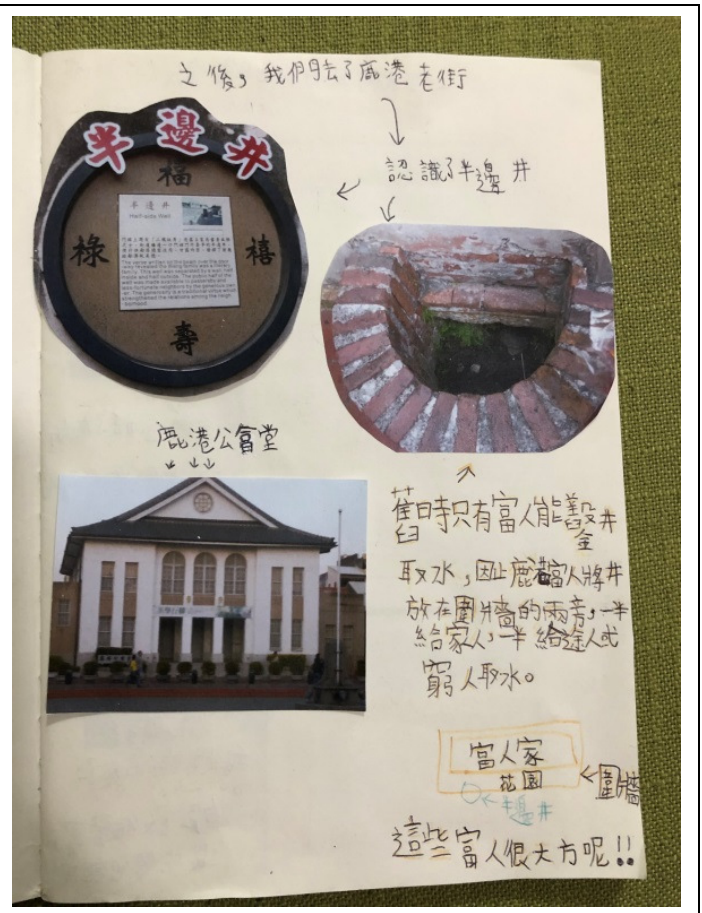 之後，我們去了鹿港老街
認識了半邊井
半邊井
福
祿
禧
壽
半邊井
Half-side Well
鹿港公會堂
舊時只有富人能鑿井
取水，因此鹿港富人將井
放在圍牆的兩旁，一半
給家人，一半給途人或
窮人取水。
富人家
花園
半邊井
圍牆
這些富人很大方呢!!